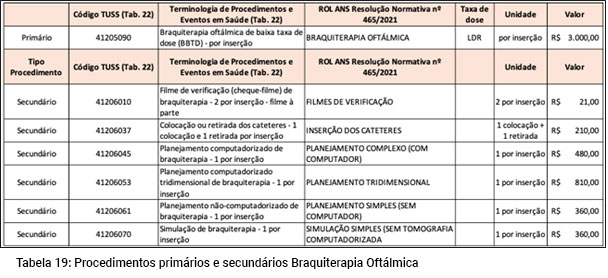 Código TUSS (Tab. 22) Terminologia de Procedimentos e Eventos em Saúde (Tab. 22) ROL ANS Resolução Normativa nº 465/2021 Taxa de dose Unidade Valor
Primário 41205090 Braquiterapia oftálmica de baixa taxa de dose (BBTD) - por inserção BRAQUITERAPIA OFTÁLMICA LDR por inserção R$ 3.000,00
Tipo Procedimento Código TUSS (Tab. 22) Terminologia de Procedimentos e Eventos em Saúde (Tab. 22) ROL ANS Resolução Normativa nº 465/2021 Unidade Valor
Secundário 41206010 Filme de verificação (cheque-filme) de braquiterapia - 2 por inserção - filme à parte FILMES DE VERIFICAÇÃO 2 por inserção R$ 21,00
Secundário 41206037 Colocação ou retirada dos cateteres - 1 colocação e 1 retirada por inserção INSERÇÃO DOS CATETERES 1 colocação + 1 retirada R$ 210,00
Secundário 41206045 Planejamento computadorizado de braquiterapia - 1 por inserção PLANEJAMENTO COMPLEXO (COM COMPUTADOR) 1 por inserção R$ 480,00
Secundário 41206053 Planejamento computadorizado tridimensional de braquiterapia - 1 por inserção PLANEJAMENTO TRIDIMENSIONAL 1 por inserção R$ 810,00
Secundário 41206061 Planejamento não-computadorizado de braquiterapia - 1 por inserção PLANEJAMENTO SIMPLES (SEM COMPUTADOR) 1 por inserção R$ 360,00
Secundário 41206070 Simulação de braquiterapia - 1 por inserção SIMULAÇÃO SIMPLES (SEM TOMOGRAFIA COMPUTADORIZADA 1 por inserção R$ 360,00
Tabela 19: Procedimentos primários e secundários Braquiterapia Oftálmica